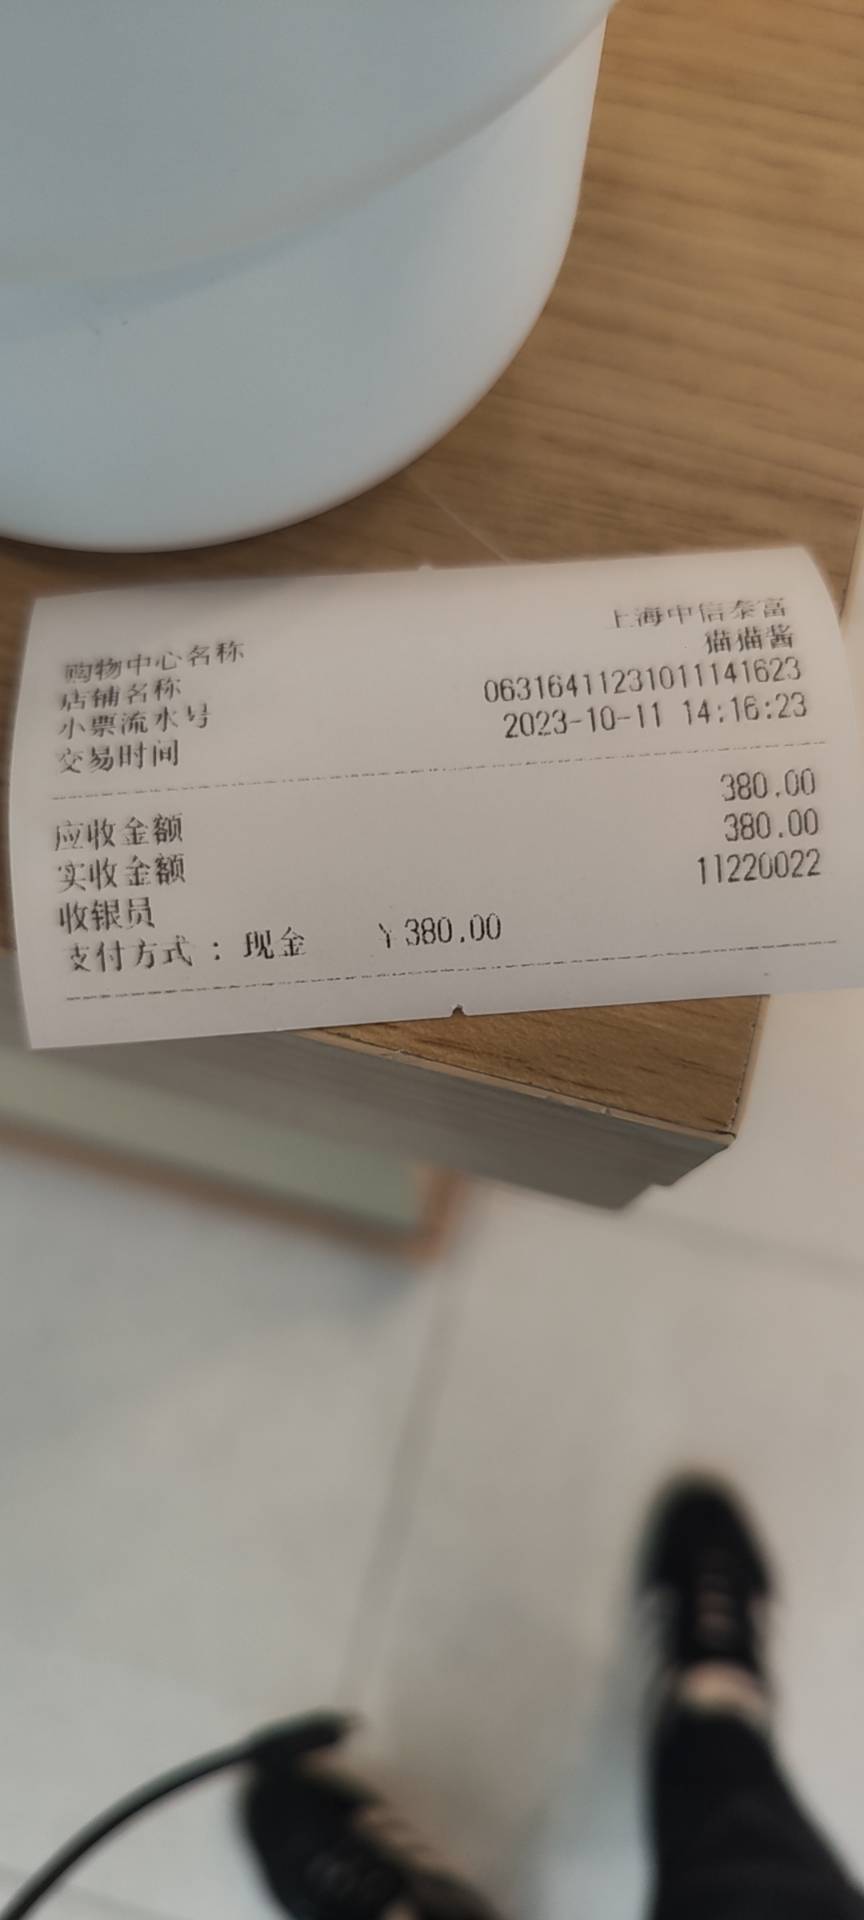 购物中心名称 上海中信泰富
店铺名称 猫猫酱
小票流水号 06316411231011141623
交易时间 2023-10-11 14:16:23
应收金额 380.00
实收金额 380.00
收银员 11220022
支付方式：现金 ￥380.00